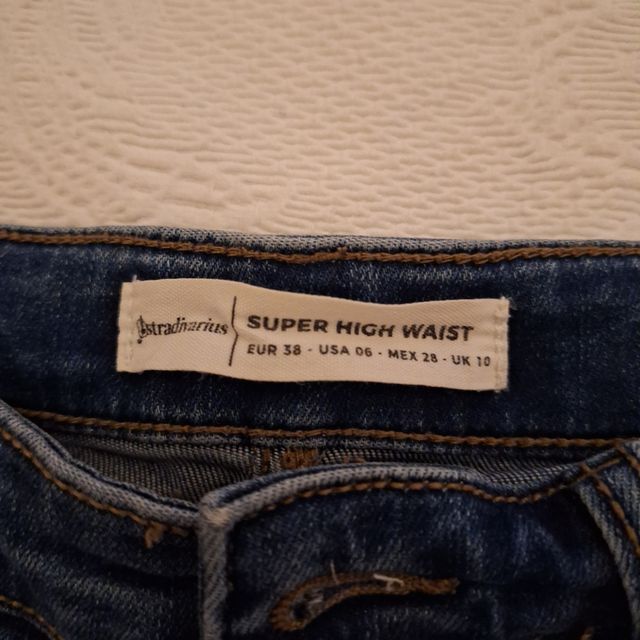 stradivarius
SUPER HIGH WAIST
EUR 38 - USA 06 - MEX 28 - UK 10